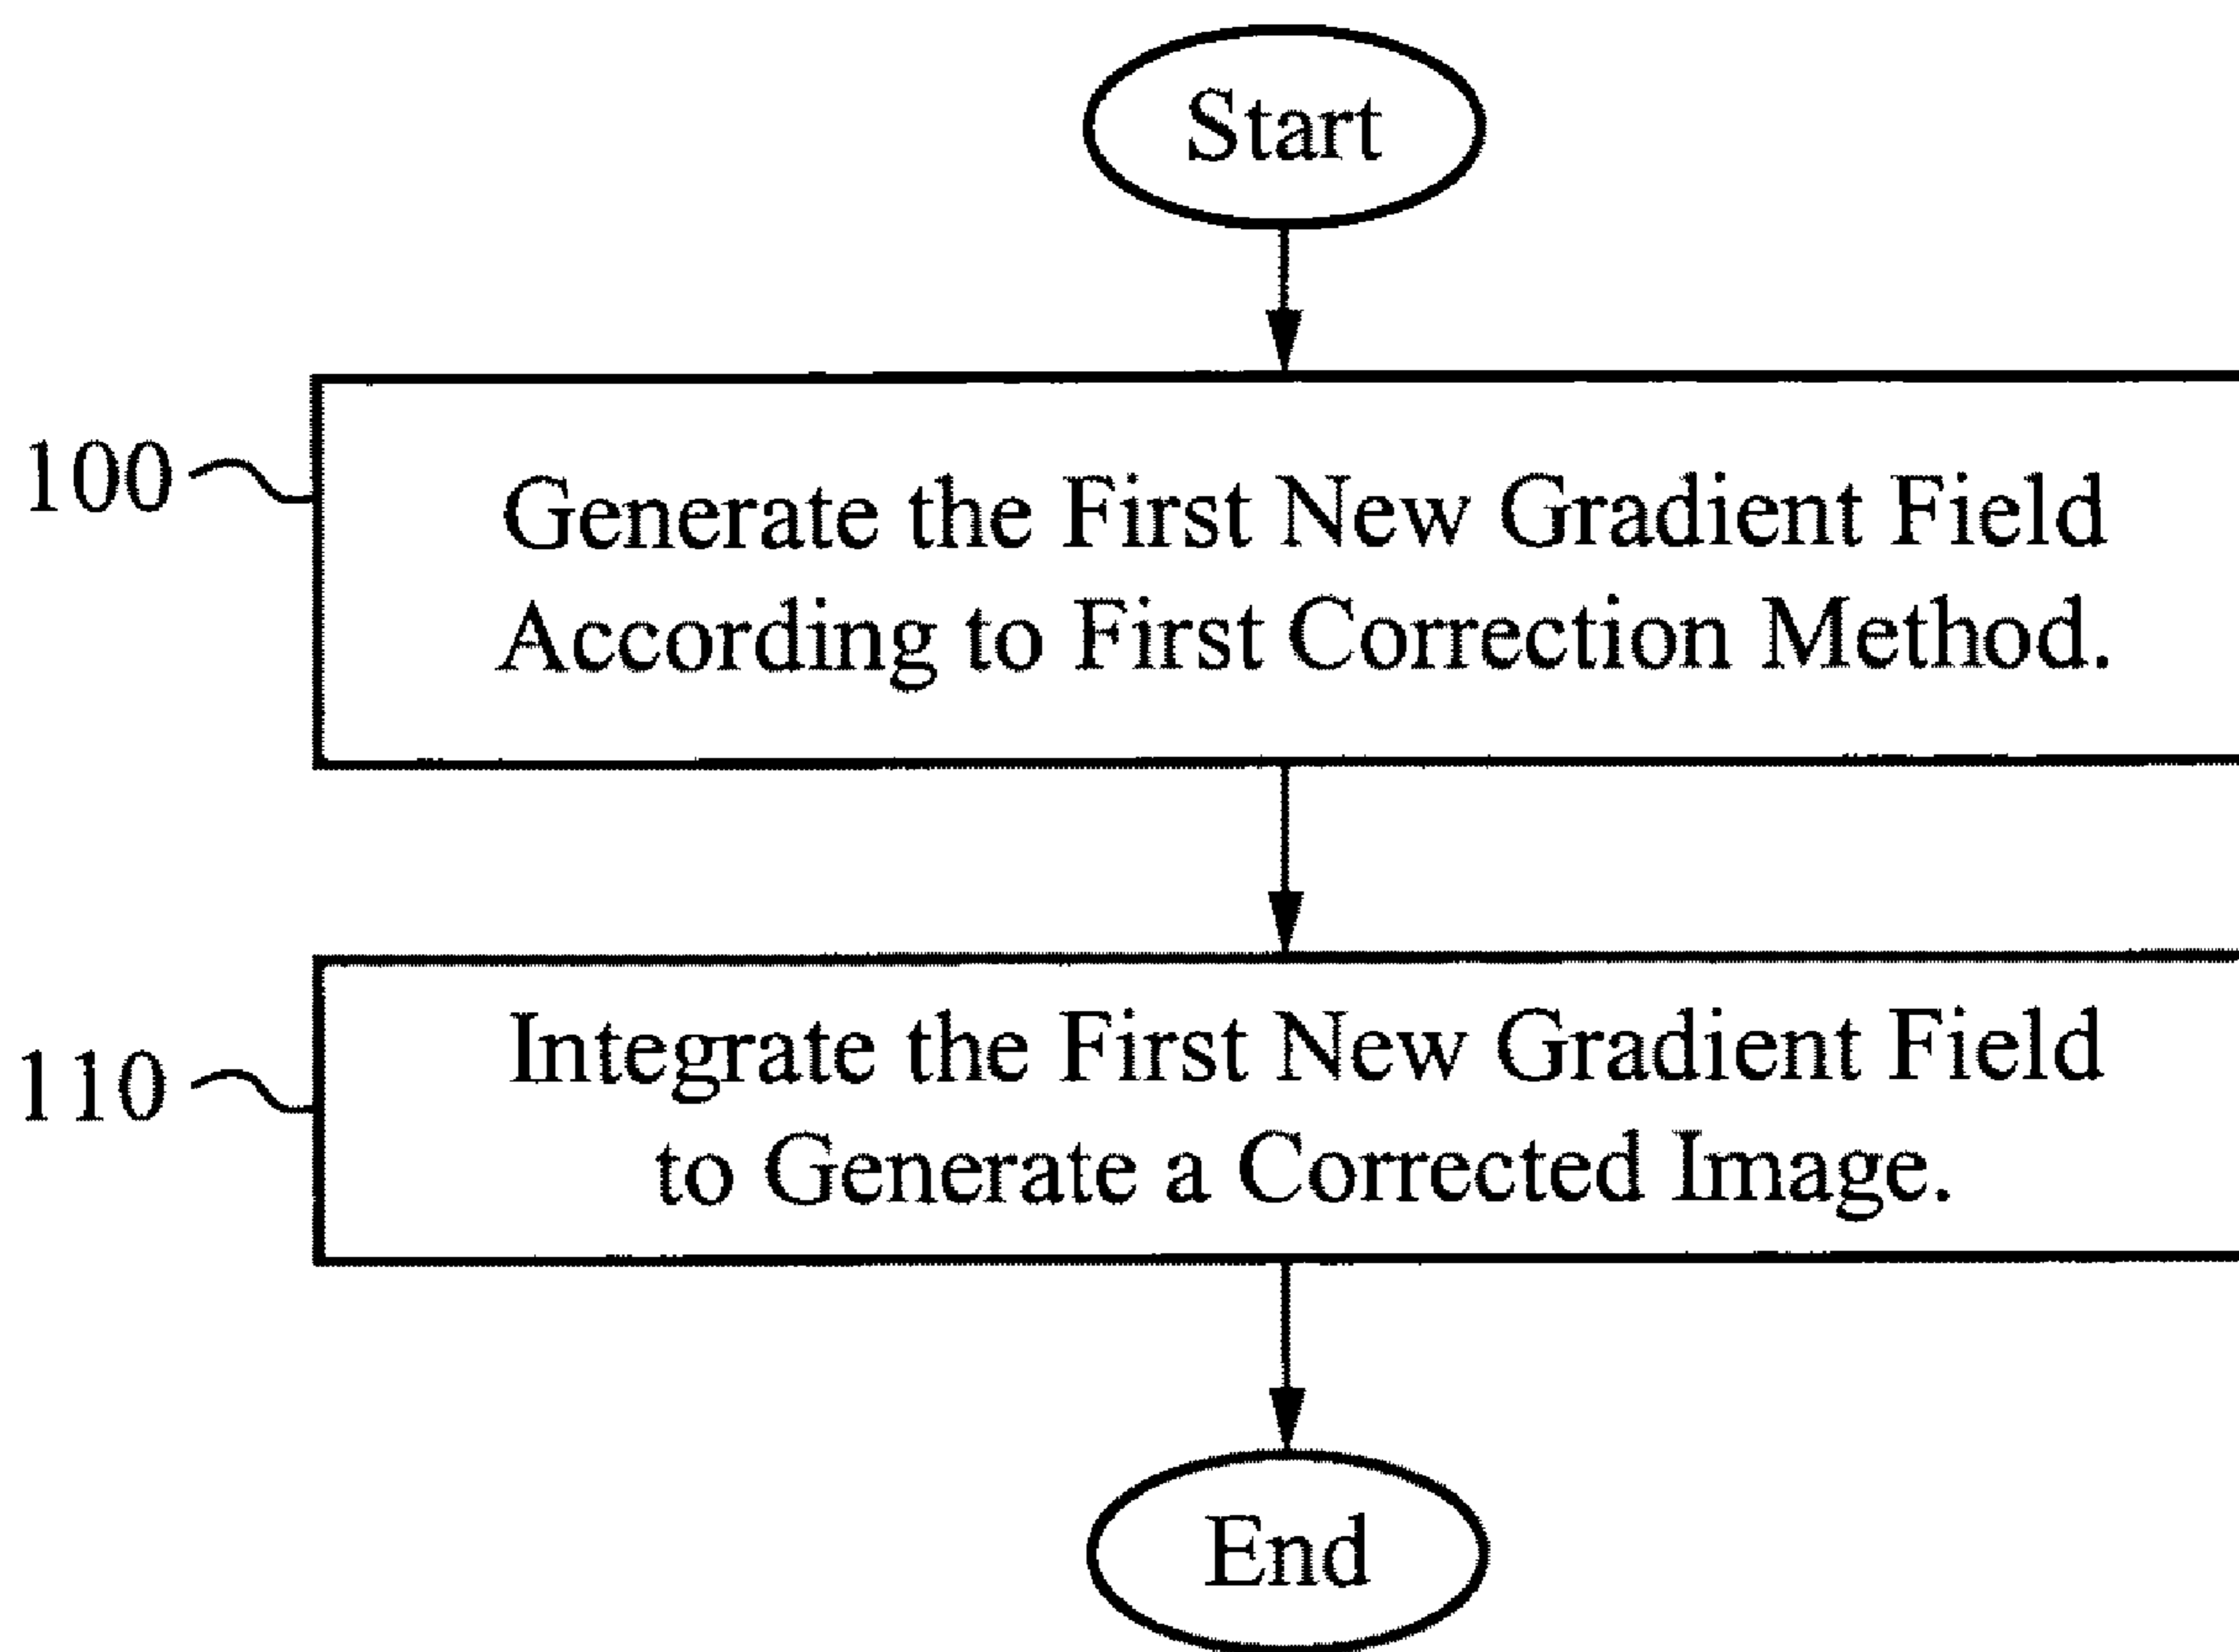 Start
100
Generate the First New Gradient Field
According to First Correction Method.
110
Integrate the First New Gradient Field
to Generate a Corrected Image.
End